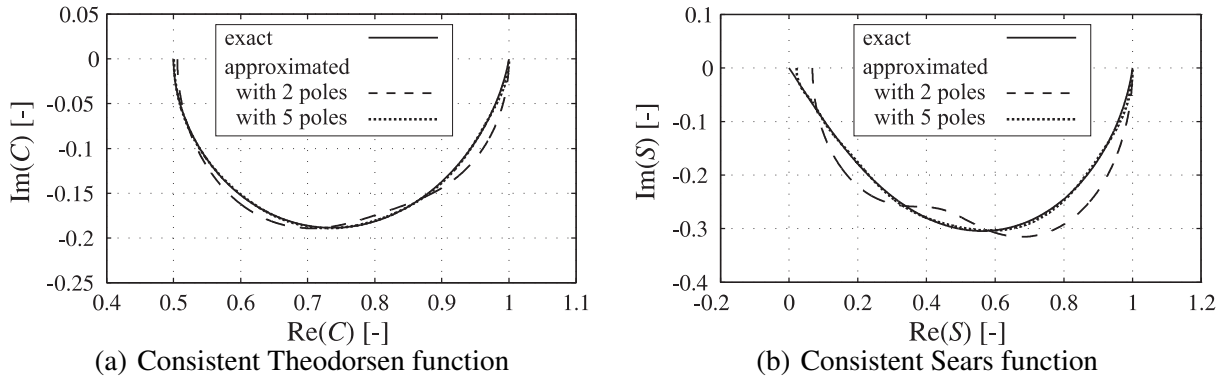 0
-0.05
-0.1
-0.15
-0.2
-0.25
0.4
0.5
0.6
0.7
0.8
0.9
1
1.1
Im(C) [-]
Re(C) [-]
exact
approximated
with 2 poles
with 5 poles
(a) Consistent Theodorsen function
0.1
0
-0.1
-0.2
-0.3
-0.4
-0.2
0
0.2
0.4
0.6
0.8
1
1.2
Im(S) [-]
Re(S) [-]
exact
approximated
with 2 poles
with 5 poles
(b) Consistent Sears function